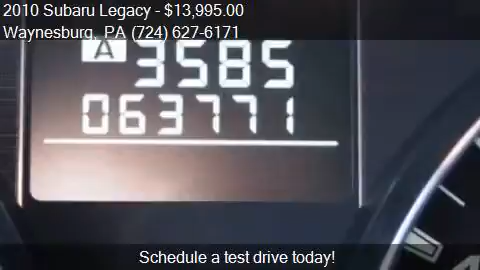 2010 Subaru Legacy - $13,995.00
Waynesburg, PA (724) 627-6171
A 3585
063771
Schedule a test drive today!